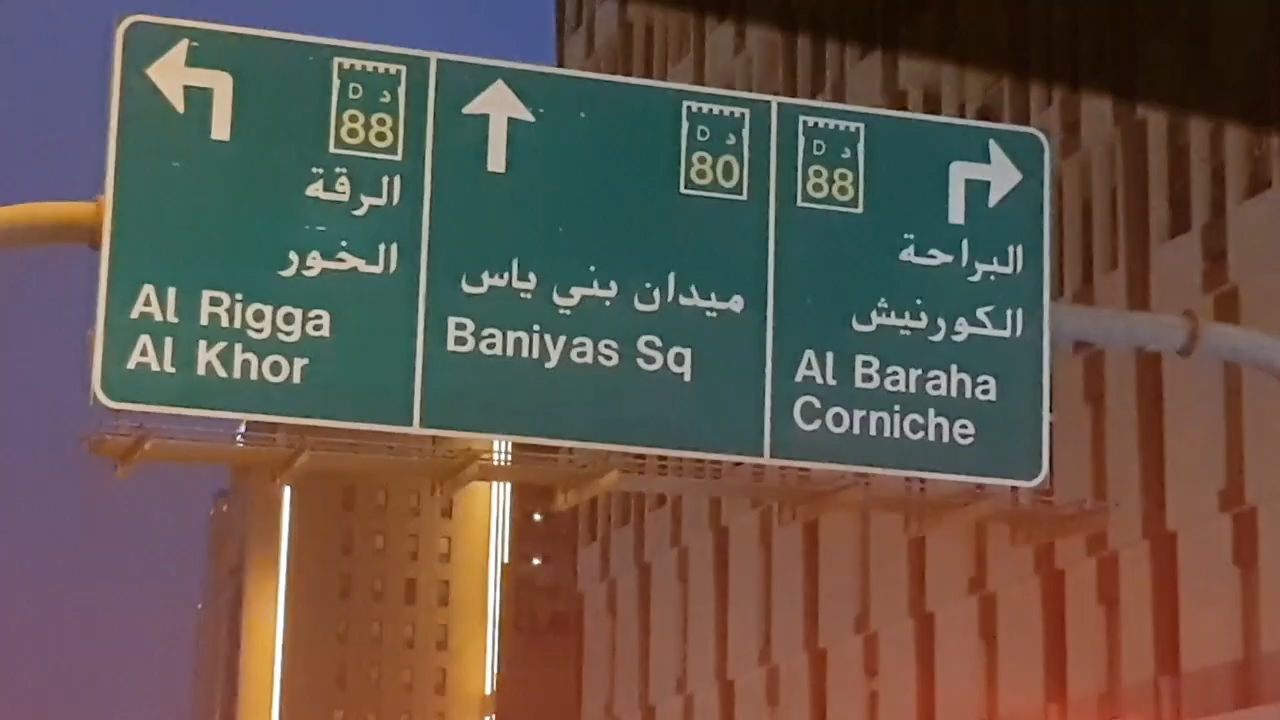 D د
88
الرقة
الخور
Al Rigga
Al Khor
D د
80
ميدان بني ياس
Baniyas Sq
D د
88
البراحة
الكورنيش
Al Baraha
Corniche